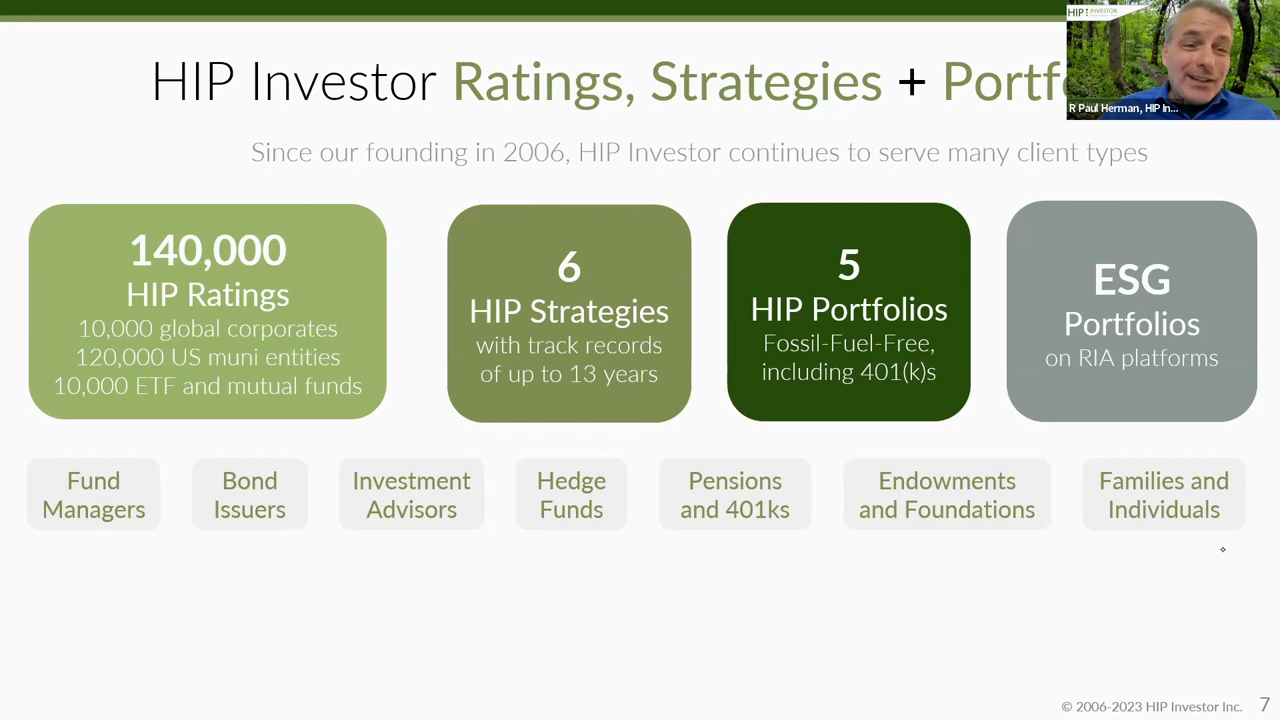 HIP Investor Ratings, Strategies + Portf
HIP INVESTOR
R Paul Herman, HIP In...
Since our founding in 2006, HIP Investor continues to serve many client types
140,000
HIP Ratings
10,000 global corporates
120,000 US muni entities
10,000 ETF and mutual funds
6
HIP Strategies
with track records
of up to 13 years
5
HIP Portfolios
Fossil-Fuel-Free,
including 401(k)s
ESG
Portfolios
on RIA platforms
Fund
Managers
Bond
Issuers
Investment
Advisors
Hedge
Funds
Pensions
and 401ks
Endowments
and Foundations
Families and
Individuals
© 2006-2023 HIP Investor Inc. 7